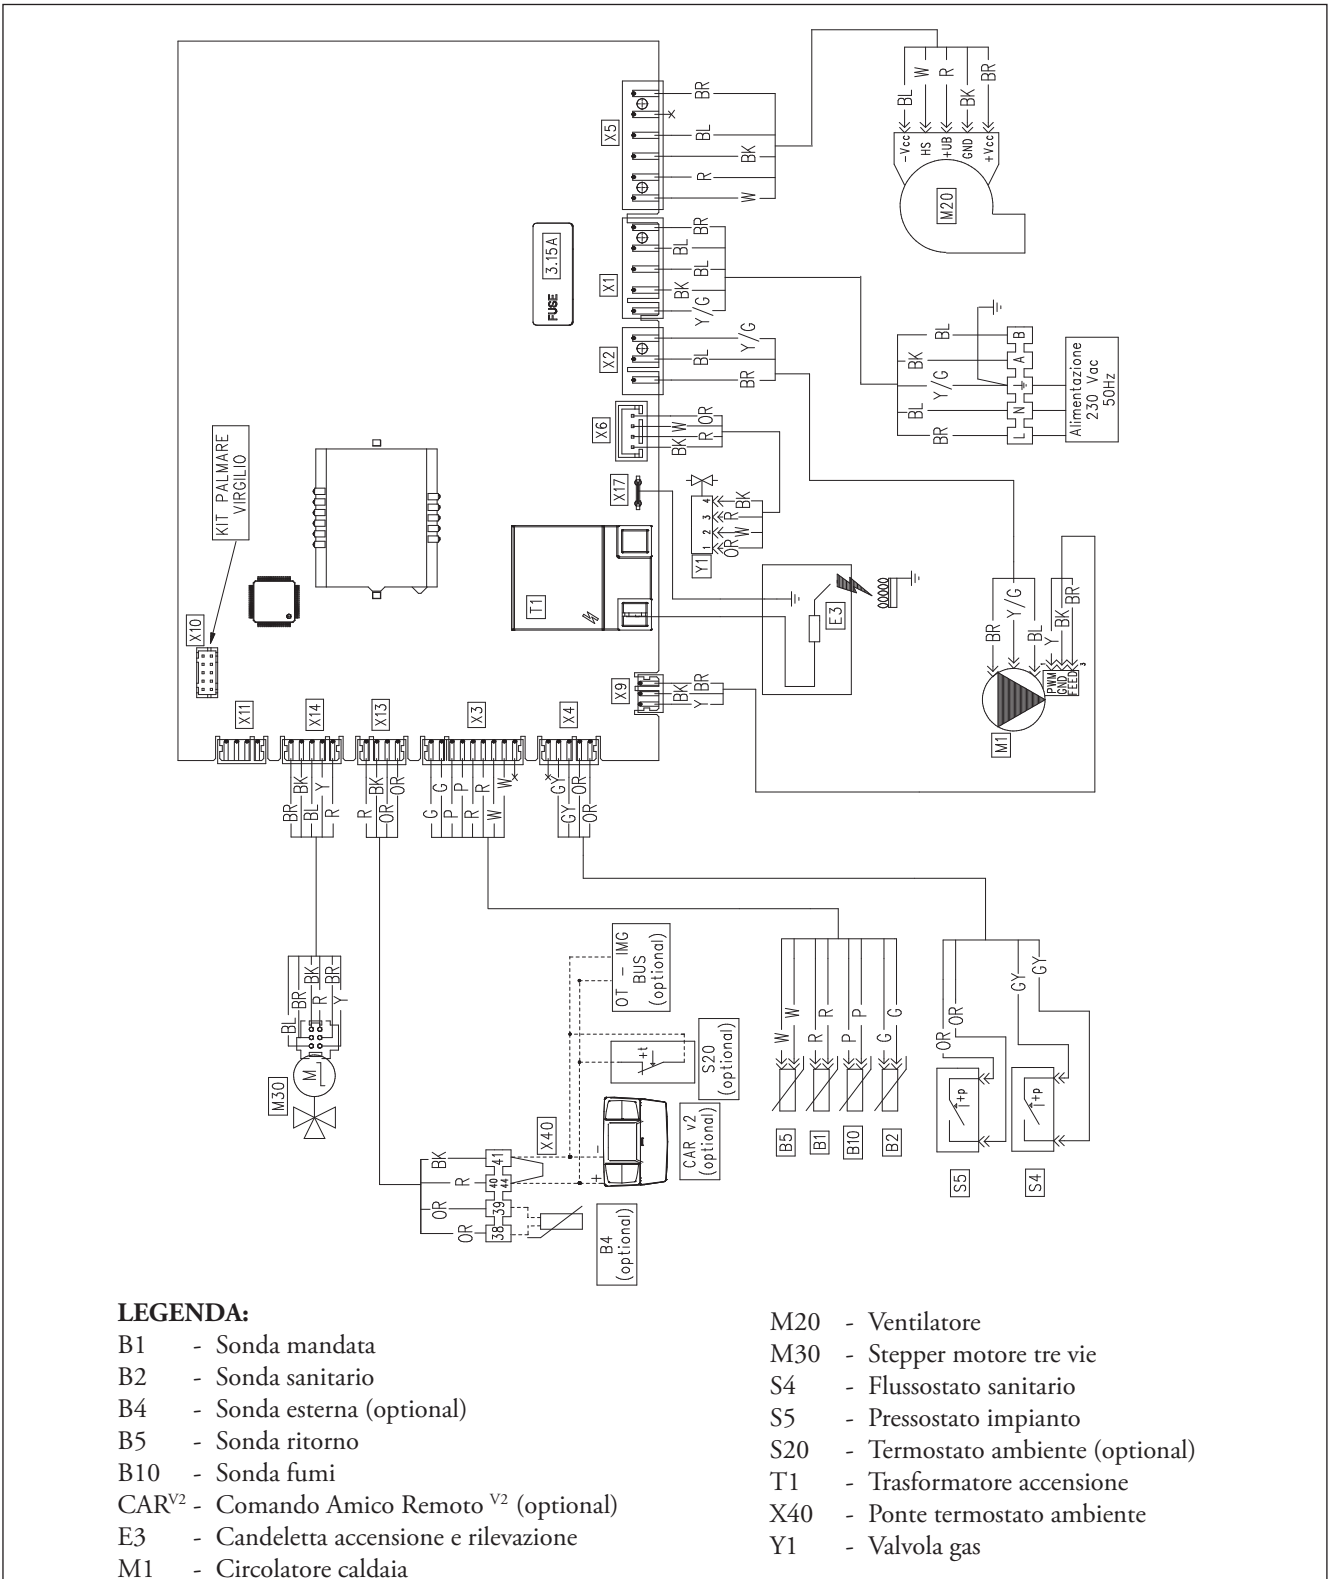 BR
BL
BK
R
W
X5
BL
W
R
BK
BR
-Vcc
HS
+UB
GND
+Vcc
M20
FUSE 3.15A
X1
BR
BL
BL
BK
Y/G
X2
Y/G
BL
BR
BL
BK
Y/G
BL
BR
B
A
N
L
Alimentazione
230 Vac
50Hz
X6
OR
W
R
BK
X17
KIT PALMARE
VIRGILIO
Y1
4
3
2
1
BK
R
W
OR
T1
E3
X10
X9
BR
BK
Y
BR
Y/G
BL
Y
BK
BR
1
3
PWM
GND
FEED
M1
X11
X14
X13
X3
X4
BR
BK
BL
Y
R
R
BK
OR
OR
G
G
P
P
R
R
W
W
GY
GY
OR
OR
BL
BR
BK
R
BR
Y
M
M30
OT - IMG
BUS
(optional)
+t
S20
(optional)
X40
CAR v2
(optional)
-
+
BK
R
OR
OR
41
40
44
39
38
B4
(optional)
W
W
R
R
P
P
G
G
B5
B1
B10
B2
OR
OR
GY
GY
+p
+p
S5
S4
LEGENDA:
B1 - Sonda mandata
B2 - Sonda sanitario
B4 - Sonda esterna (optional)
B5 - Sonda ritorno
B10 - Sonda fumi
CARV2 - Comando Amico Remoto V2 (optional)
E3 - Candeletta accensione e rilevazione
M1 - Circolatore caldaia
M20 - Ventilatore
M30 - Stepper motore tre vie
S4 - Flussostato sanitario
S5 - Pressostato impianto
S20 - Termostato ambiente (optional)
T1 - Trasformatore accensione
X40 - Ponte termostato ambiente
Y1 - Valvola gas